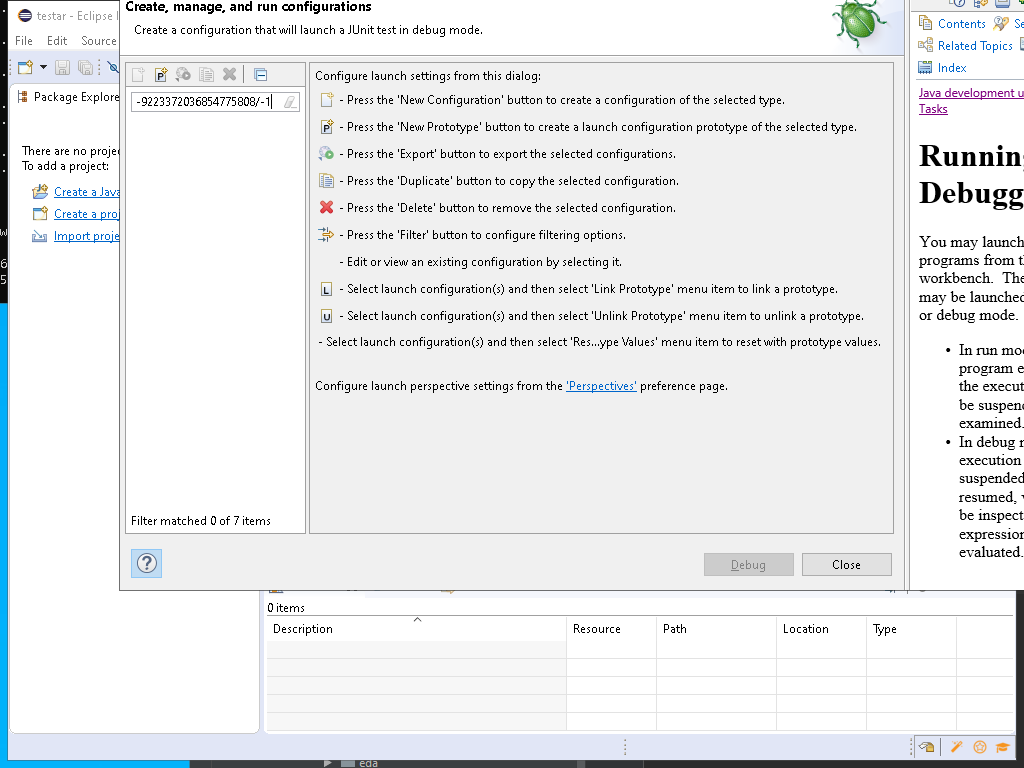 testar - Eclipse I
File Edit Source
Package Explore
There are no proje
To add a project:
Create a Java
Create a proj
Import proje
Create, manage, and run configurations
Create a configuration that will launch a JUnit test in debug mode.
-9223372036854775808/-1
Filter matched 0 of 7 items
Configure launch settings from this dialog:
- Press the 'New Configuration' button to create a configuration of the selected type.
- Press the 'New Prototype' button to create a launch configuration prototype of the selected type.
- Press the 'Export' button to export the selected configurations.
- Press the 'Duplicate' button to copy the selected configuration.
- Press the 'Delete' button to remove the selected configuration.
- Press the 'Filter' button to configure filtering options.
- Edit or view an existing configuration by selecting it.
L - Select launch configuration(s) and then select 'Link Prototype' menu item to link a prototype.
U - Select launch configuration(s) and then select 'Unlink Prototype' menu item to unlink a prototype.
- Select launch configuration(s) and then select 'Res...ype Values' menu item to reset with prototype values.
Configure launch perspective settings from the 'Perspectives' preference page.
Debug Close
Contents Se
Related Topics
Index
Java development u
Tasks
Running
Debugg
You may launch
programs from th
workbench. The
may be launched
or debug mode.
• In run mod
program e
the execut
be suspend
examined.
• In debug m
execution
suspended
resumed, v
be inspect
expression
evaluated.
0 items
Description Resource Path Location Type
eda